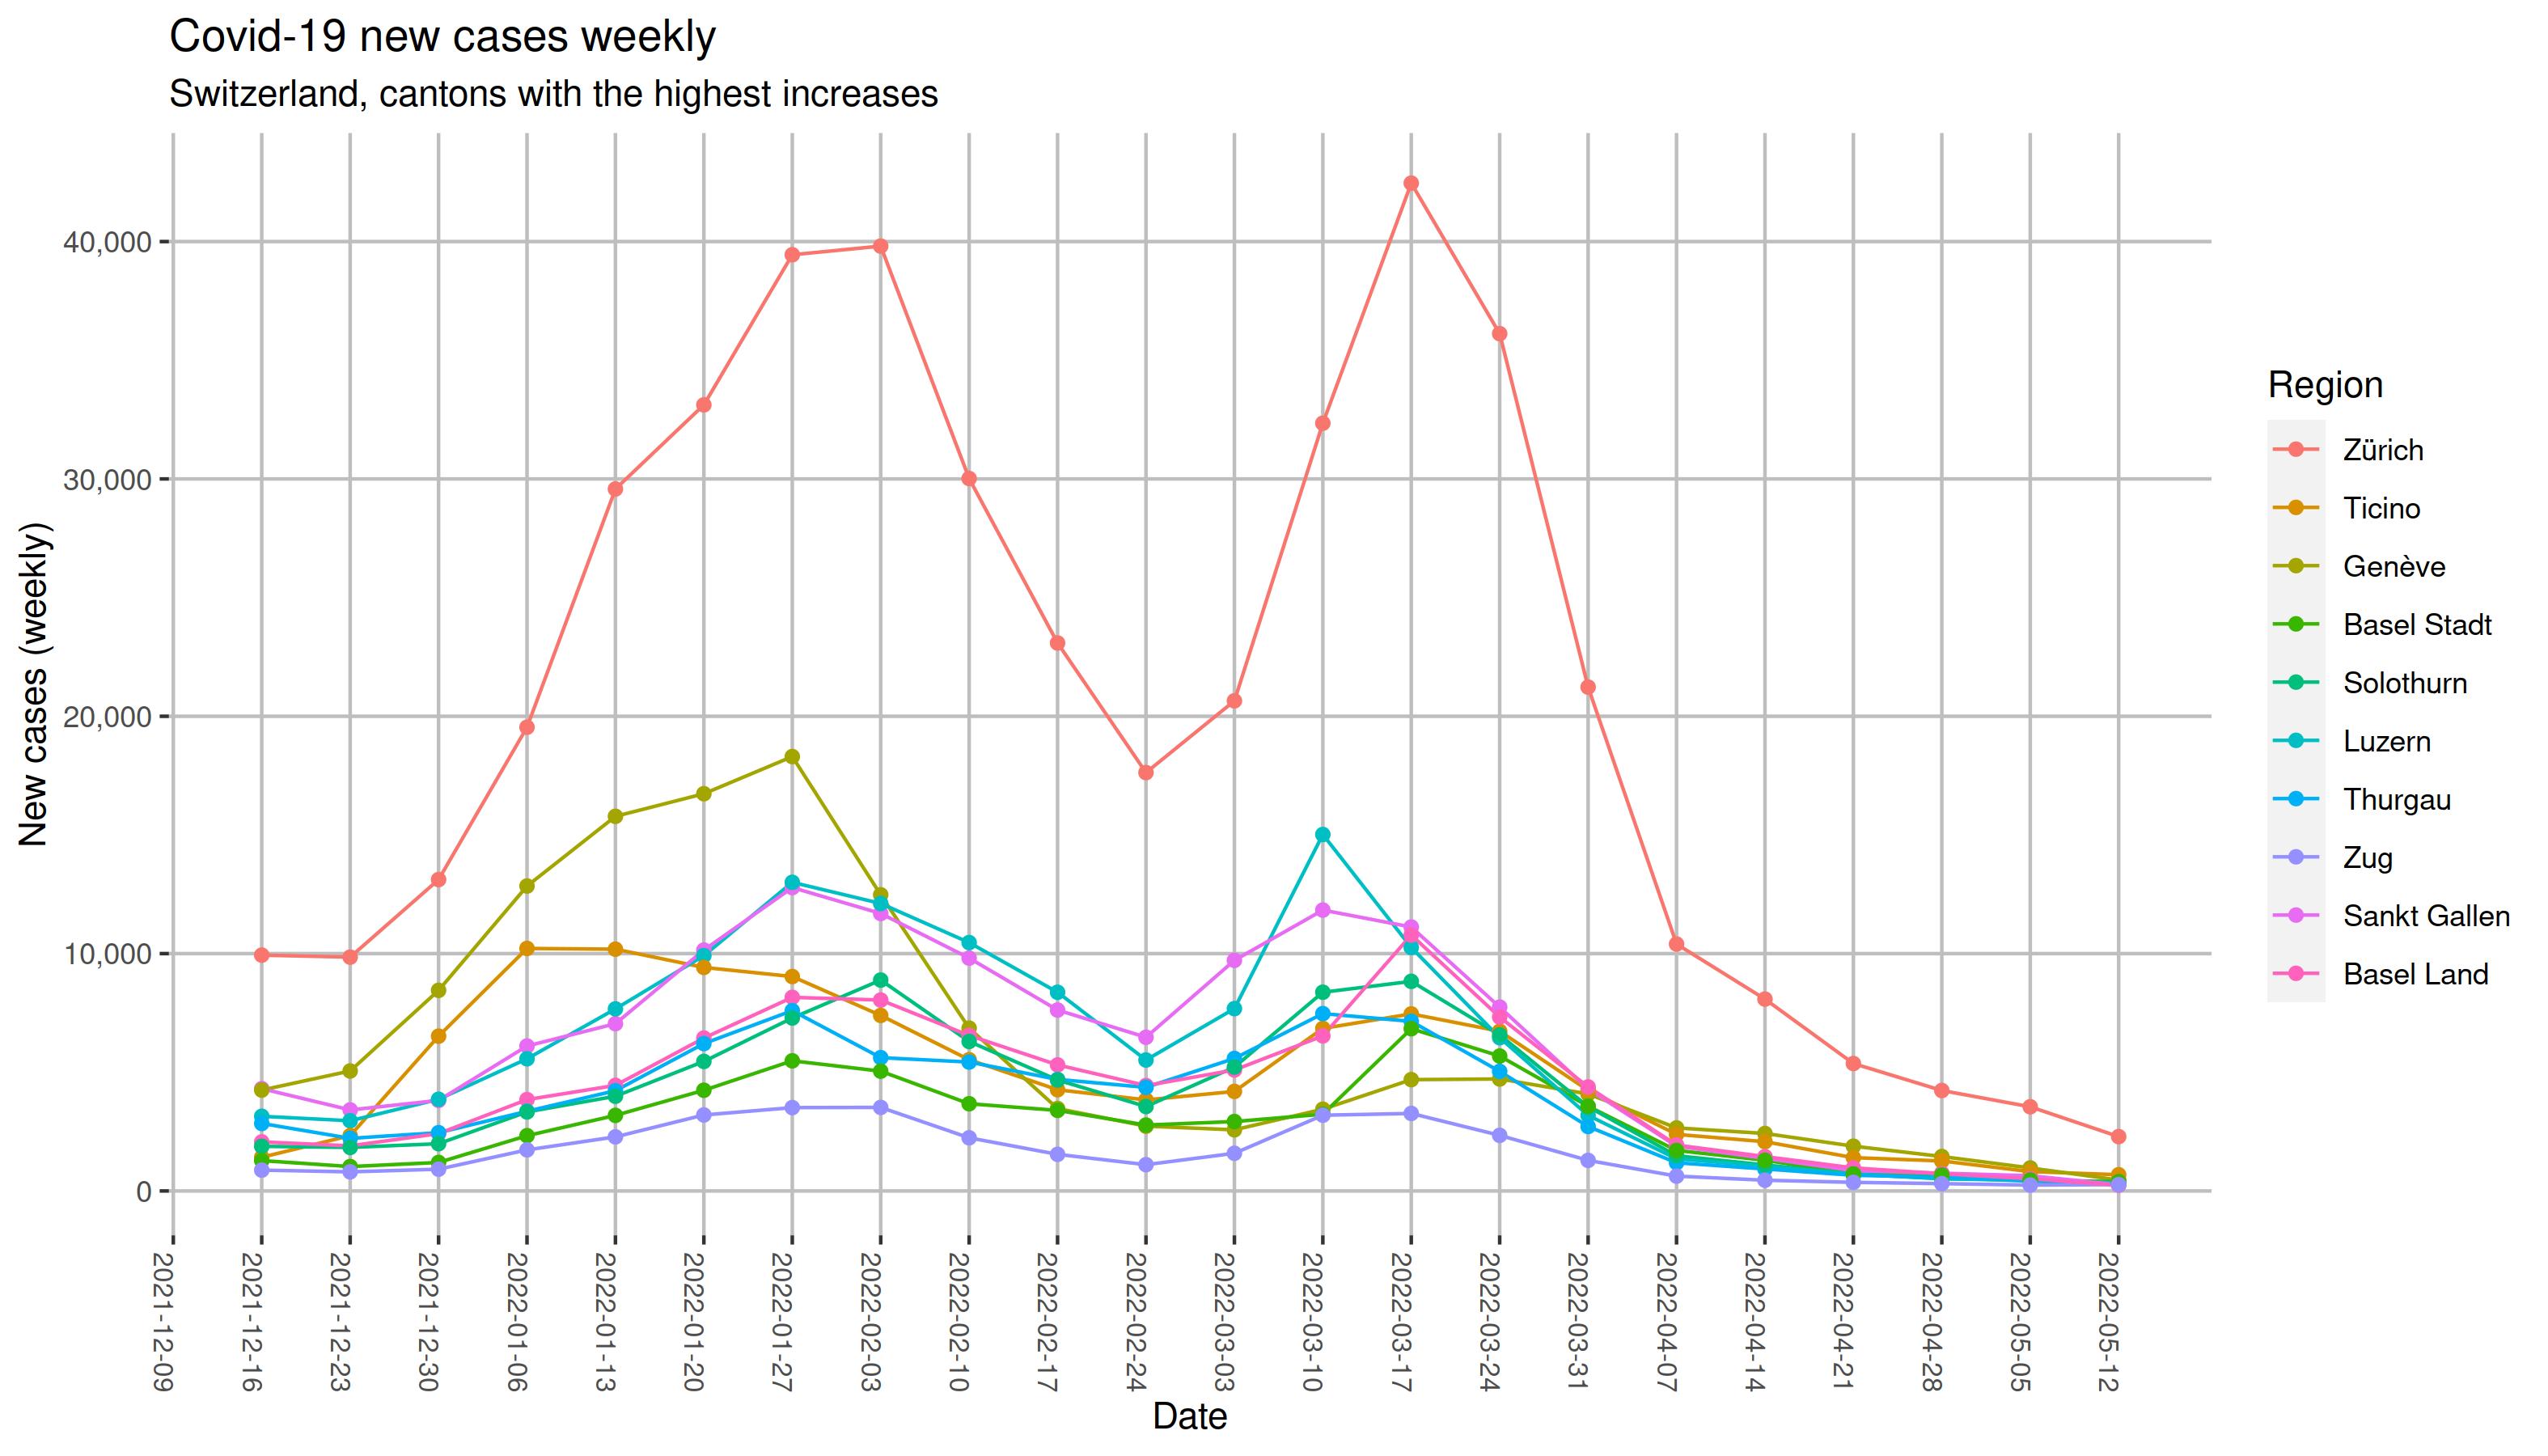 Covid-19 new cases weekly
Switzerland, cantons with the highest increases
New cases (weekly)
40,000
30,000
20,000
10,000
0
2021-12-09
2021-12-16
2021-12-23
2021-12-30
2022-01-06
2022-01-13
2022-01-20
2022-01-27
2022-02-03
2022-02-10
2022-02-17
2022-02-24
2022-03-03
2022-03-10
2022-03-17
2022-03-24
2022-03-31
2022-04-07
2022-04-14
2022-04-21
2022-04-28
2022-05-05
2022-05-12
Date
Region
Zürich
Ticino
Genève
Basel Stadt
Solothurn
Luzern
Thurgau
Zug
Sankt Gallen
Basel Land